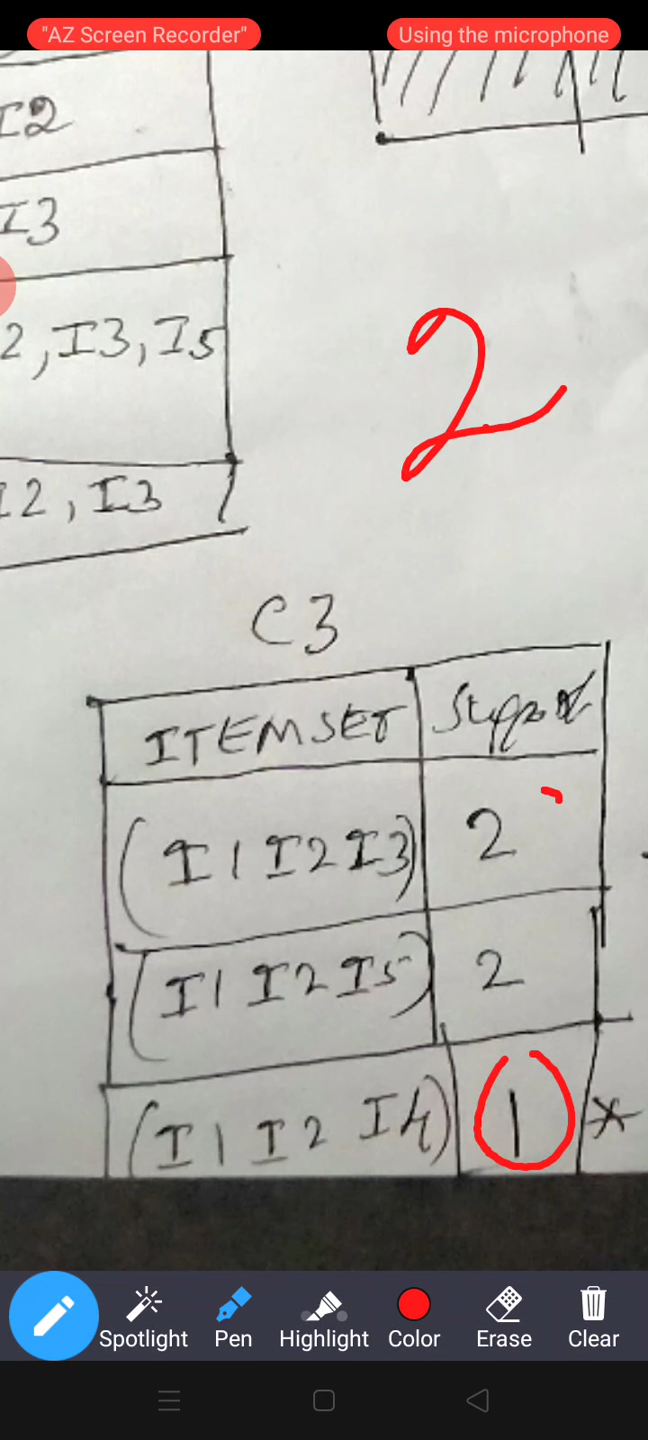 "AZ Screen Recorder" Using the microphone
I2
I3
2, I3, I5
I2, I3
2
C3
ITEMSET Support
(I1 I2 I3) 2
(I1 I2 I5) 2
(I1 I2 I4) 1 *
Spotlight Pen Highlight Color Erase Clear